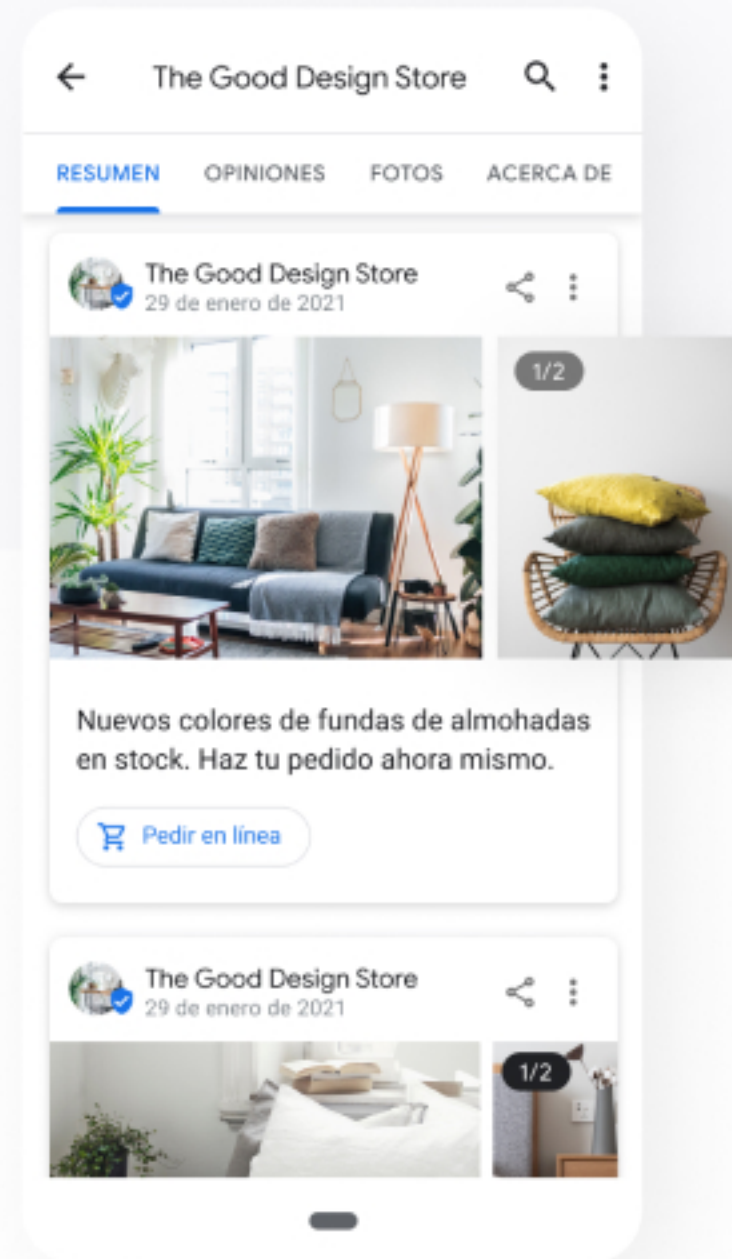 The Good Design Store
RESUMEN OPINIONES FOTOS ACERCA DE
The Good Design Store
29 de enero de 2021
1/2
Nuevos colores de fundas de almohadas
en stock. Haz tu pedido ahora mismo.
Pedir en línea
The Good Design Store
29 de enero de 2021
1/2